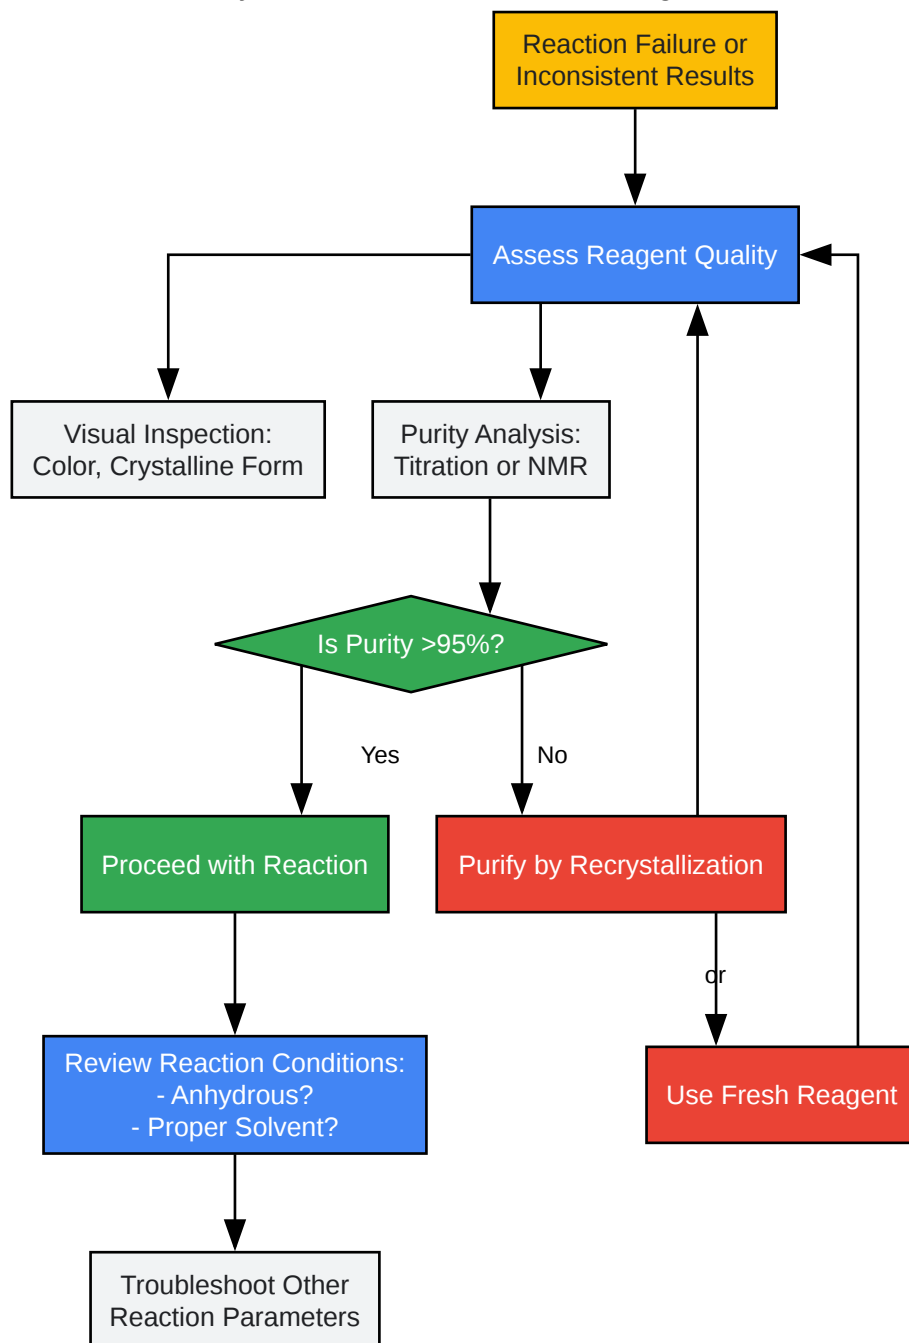 Reaction Failure or
Inconsistent Results
Assess Reagent Quality
Visual Inspection:
Color, Crystalline Form
Purity Analysis:
Titration or NMR
Is Purity >95%?
Yes
No
Proceed with Reaction
Purify by Recrystallization
or
Review Reaction Conditions:
- Anhydrous?
- Proper Solvent?
Use Fresh Reagent
Troubleshoot Other
Reaction Parameters